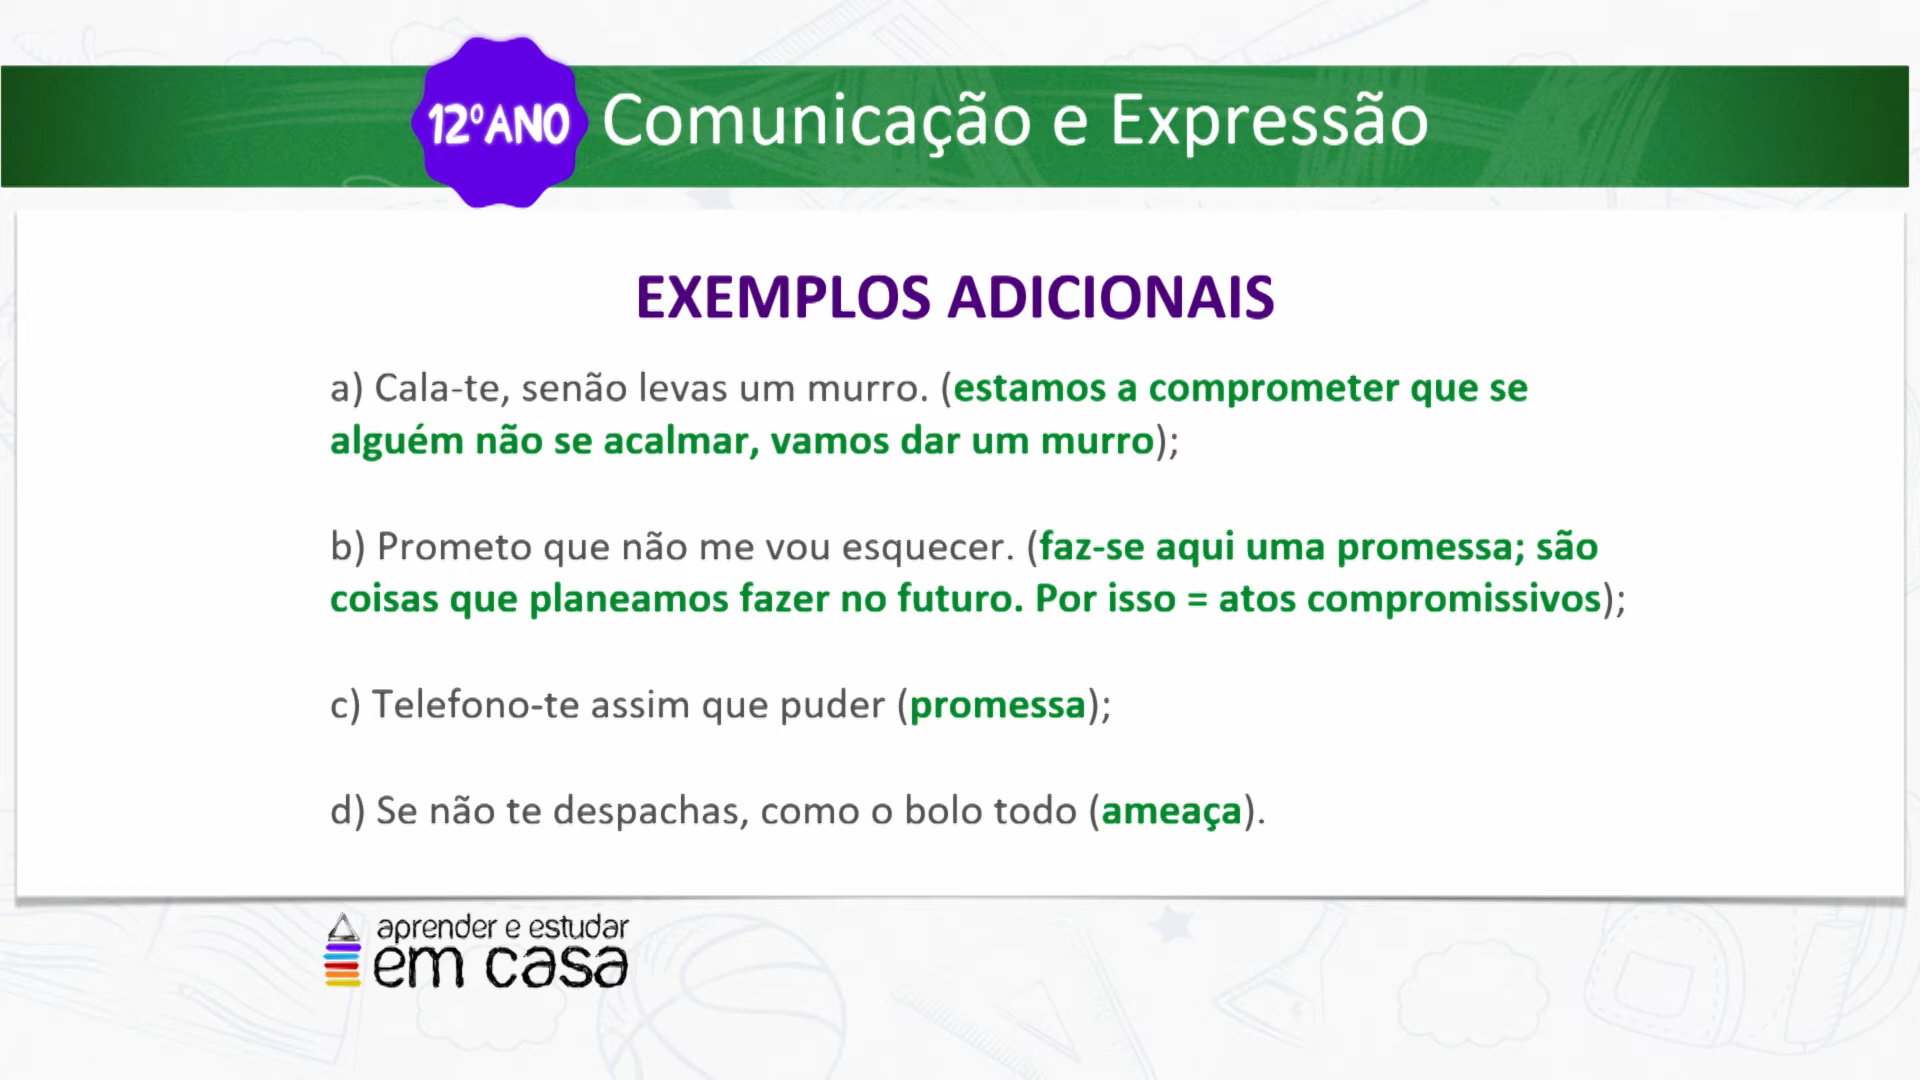 12ºANO Comunicação e Expressão
EXEMPLOS ADICIONAIS
a) Cala-te, senão levas um murro. (estamos a comprometer que se
alguém não se acalmar, vamos dar um murro);
b) Prometo que não me vou esquecer. (faz-se aqui uma promessa; são
coisas que planeamos fazer no futuro. Por isso = atos compromissivos);
c) Telefono-te assim que puder (promessa);
d) Se não te despachas, como o bolo todo (ameaça).
aprender e estudar
em casa